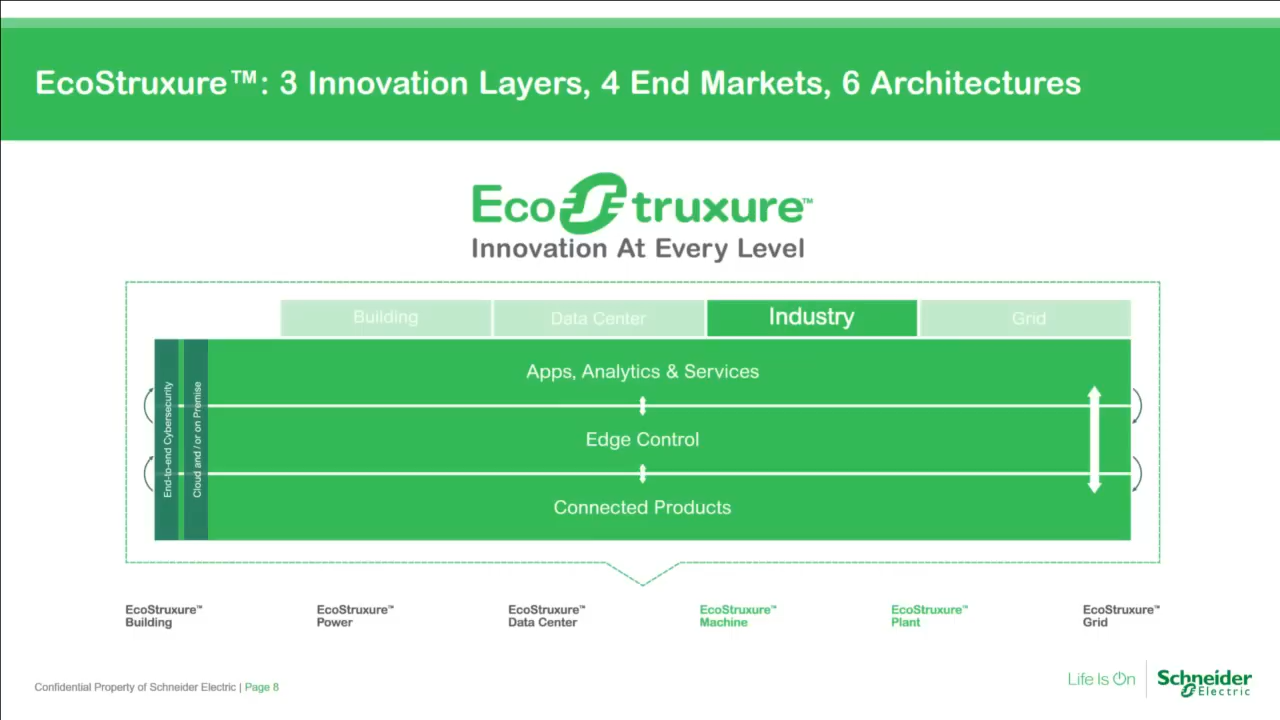 EcoStruxure™: 3 Innovation Layers, 4 End Markets, 6 Architectures
EcoStruxure™
Innovation At Every Level
Building
Data Center
Industry
Grid
End-to-end Cybersecurity
Cloud and / or on Premise
Apps, Analytics & Services
Edge Control
Connected Products
EcoStruxure™
Building
EcoStruxure™
Power
EcoStruxure™
Data Center
EcoStruxure™
Machine
EcoStruxure™
Plant
EcoStruxure™
Grid
Confidential Property of Schneider Electric | Page 8
Life Is On
Schneider
Electric